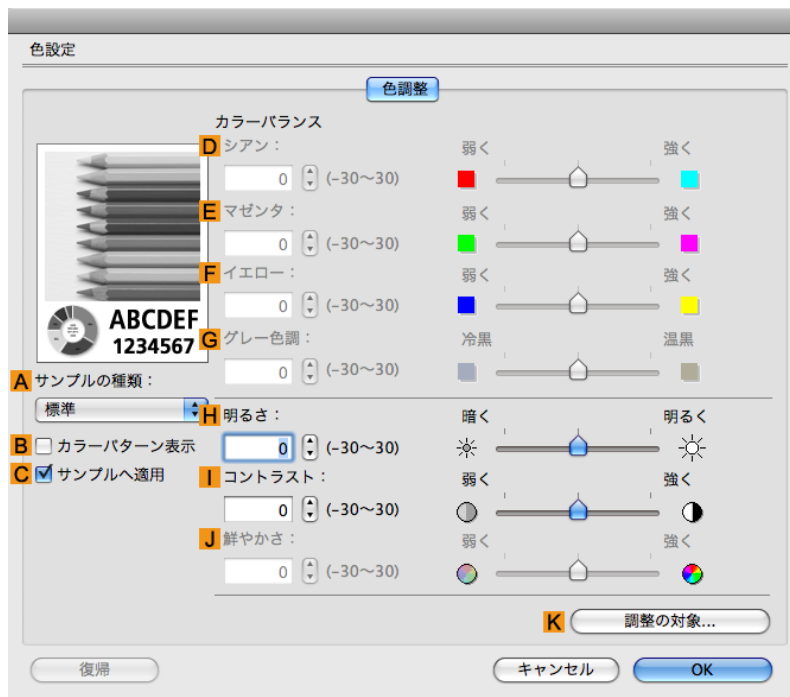 色設定
色調整
カラーバランス
D シアン：
弱く
強く
0 (-30〜30)
E マゼンタ：
弱く
強く
0 (-30〜30)
F イエロー：
弱く
強く
0 (-30〜30)
G グレー色調：
冷黒
温黒
0 (-30〜30)
ABCDEF
1234567
A サンプルの種類：
標準
B カラーパターン表示
C サンプルへ適用
H 明るさ：
暗く
明るく
0 (-30〜30)
I コントラスト：
弱く
強く
0 (-30〜30)
J 鮮やかさ：
弱く
強く
0 (-30〜30)
K 調整の対象...
復帰
キャンセル
OK